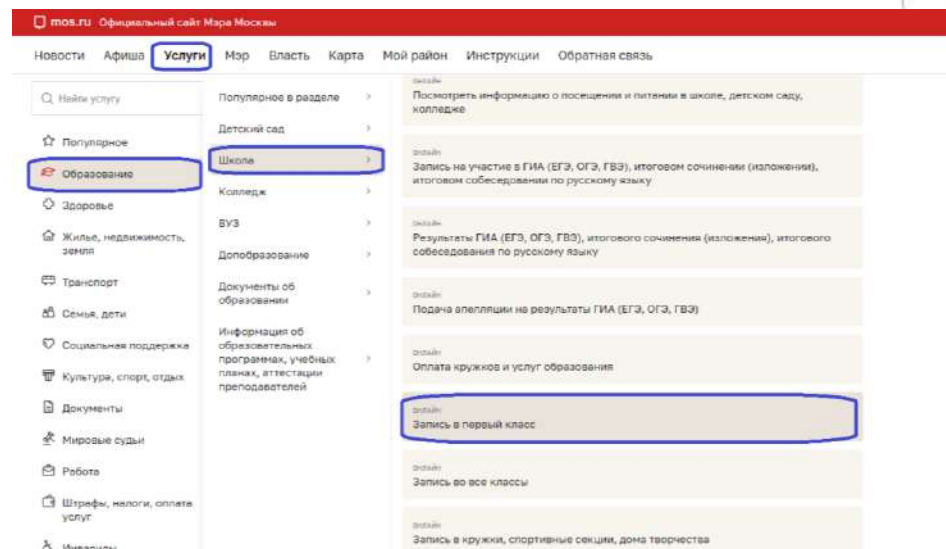 mos.ru Официальный сайт Мэра Москвы
Новости Афиша Услуги Мэр Власть Карта Мой район Инструкции Обратная связь
Найти услугу
Популярное
Образование
Здоровье
Жилье, недвижимость,
земля
Транспорт
Семья, дети
Социальная поддержка
Культура, спорт, отдых
Документы
Мировые судьи
Работа
Штрафы, налоги, оплата
услуг
Инвалиды
Популярное в разделе
Детский сад
Школа
Колледж
ВУЗ
Допобразование
Документы об
образовании
Информация об
образовательных
программах, учебных
планах, аттестации
преподавателей
Онлайн
Посмотреть информацию о посещении и питании в школе, детском саду,
колледже
Онлайн
Запись на участие в ГИА (ЕГЭ, ОГЭ, ГВЭ), итоговом сочинении (изложении),
итоговом собеседовании по русскому языку
Онлайн
Результаты ГИА (ЕГЭ, ОГЭ, ГВЭ), итогового сочинения (изложения), итогового
собеседования по русскому языку
Онлайн
Подача апелляции на результаты ГИА (ЕГЭ, ОГЭ, ГВЭ)
Онлайн
Оплата кружков и услуг образования
Онлайн
Запись в первый класс
Онлайн
Запись во все классы
Онлайн
Запись в кружки, спортивные секции, дома творчества